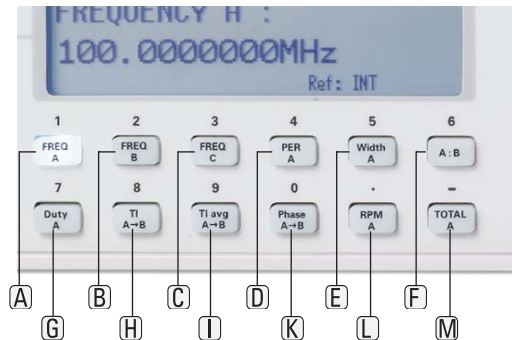 FREQUENCY A :
100.0000000MHz
Ref: INT
1 2 3 4 5 6
FREQ A FREQ B FREQ C PER A Width A A:B
7 8 9 0 . –
Duty A TI A→B TI avg A→B Phase A→B RPM A TOTAL A
A B C D E F
G H I K L M